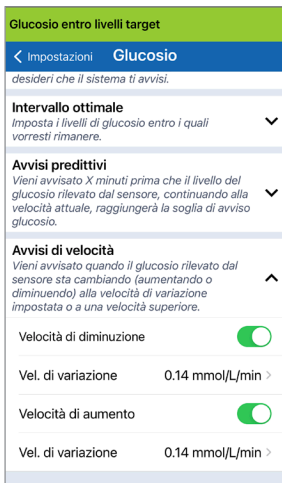 Glucosio entro livelli target
Impostazioni Glucosio
desideri che il sistema ti avvisi.
Intervallo ottimale
Imposta i livelli di glucosio entro i quali
vorresti rimanere.
Avvisi predittivi
Vieni avvisato X minuti prima che il livello del
glucosio rilevato dal sensore, continuando alla
velocità attuale, raggiungerà la soglia di avviso
glucosio.
Avvisi di velocità
Vieni avvisato quando il glucosio rilevato dal
sensore sta cambiando (aumentando o
diminuendo) alla velocità di variazione
impostata o a una velocità superiore.
Velocità di diminuzione
Vel. di variazione 0.14 mmol/L/min
Velocità di aumento
Vel. di variazione 0.14 mmol/L/min